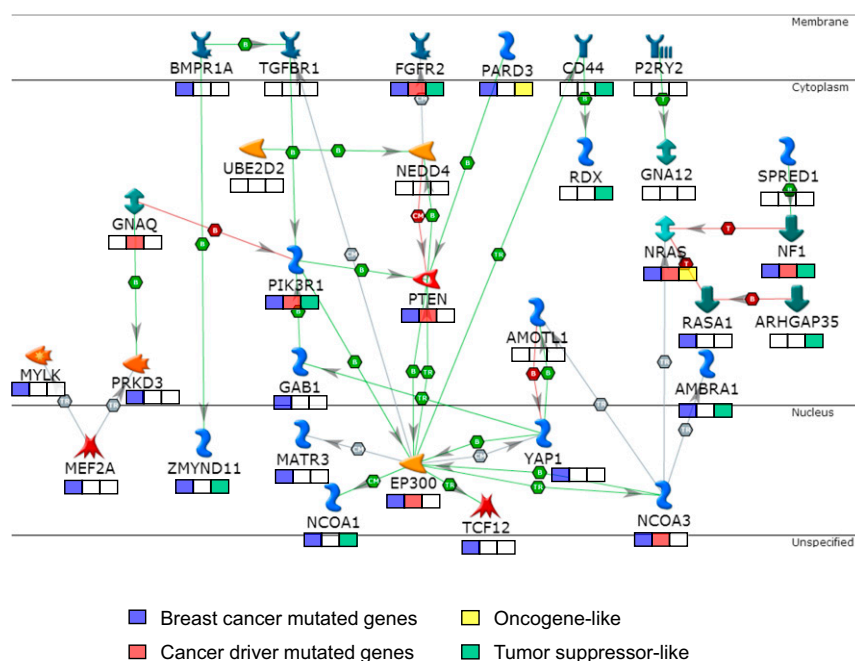 Membrane
BMPR1A TGFBR1 FGFR2 PARD3 CD44 P2RY2
Cytoplasm
UBE2D2 NEDD4 RDX GNA12 SPRED1
GNAQ NRAS NF1
PIK3R1 PTEN RASA1 ARHGAP35
AMOTL1
MYLK PRKD3 GAB1 AMBRA1
Nucleus
MEF2A ZMYND11 MATR3 EP300 YAP1
NCOA1 TCF12 NCOA3
Unspecified
Breast cancer mutated genes
Oncogene-like
Cancer driver mutated genes
Tumor suppressor-like